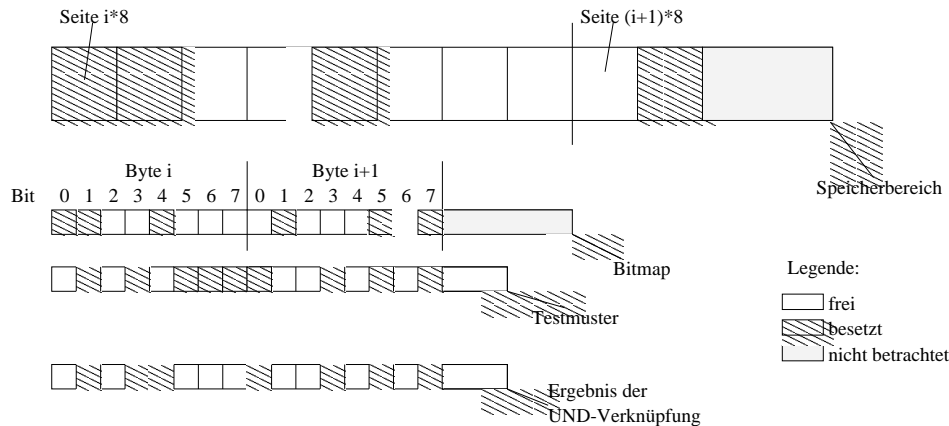 Seite i*8
Seite (i+1)*8
Speicherbereich
Byte i
Byte i+1
Bit 0 1 2 3 4 5 6 7 0 1 2 3 4 5 6 7
Bitmap
Legende:
frei
besetzt
nicht betrachtet
Testmuster
Ergebnis der
UND-Verknüpfung